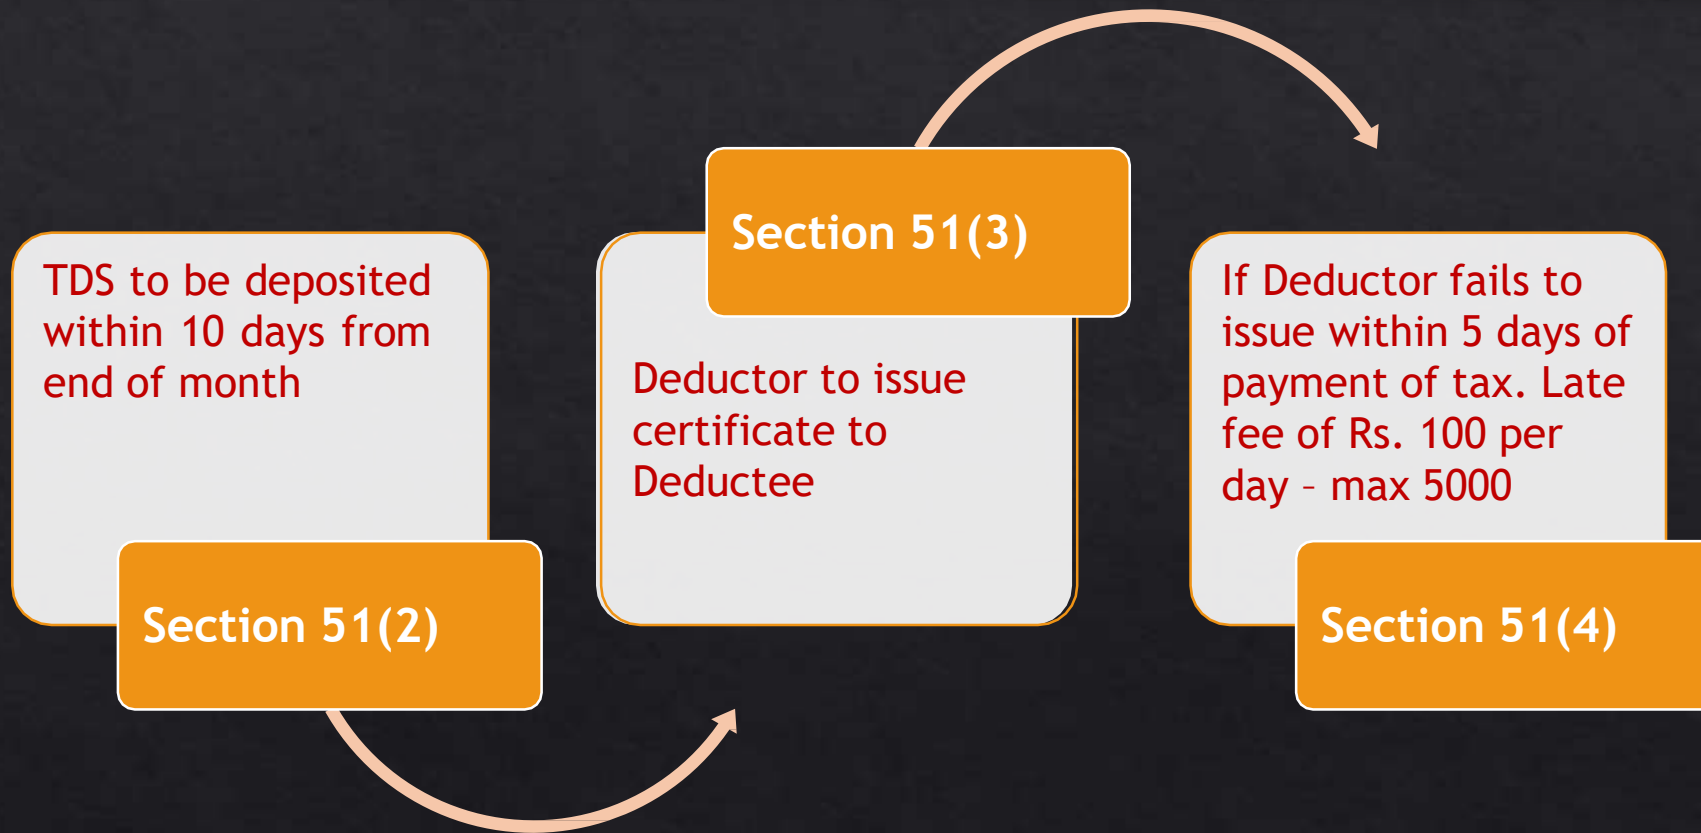 TDS to be deposited
within 10 days from
end of month
Section 51(2)
Section 51(3)
Deductor to issue
certificate to
Deductee
If Deductor fails to
issue within 5 days of
payment of tax. Late
fee of Rs. 100 per
day – max 5000
Section 51(4)